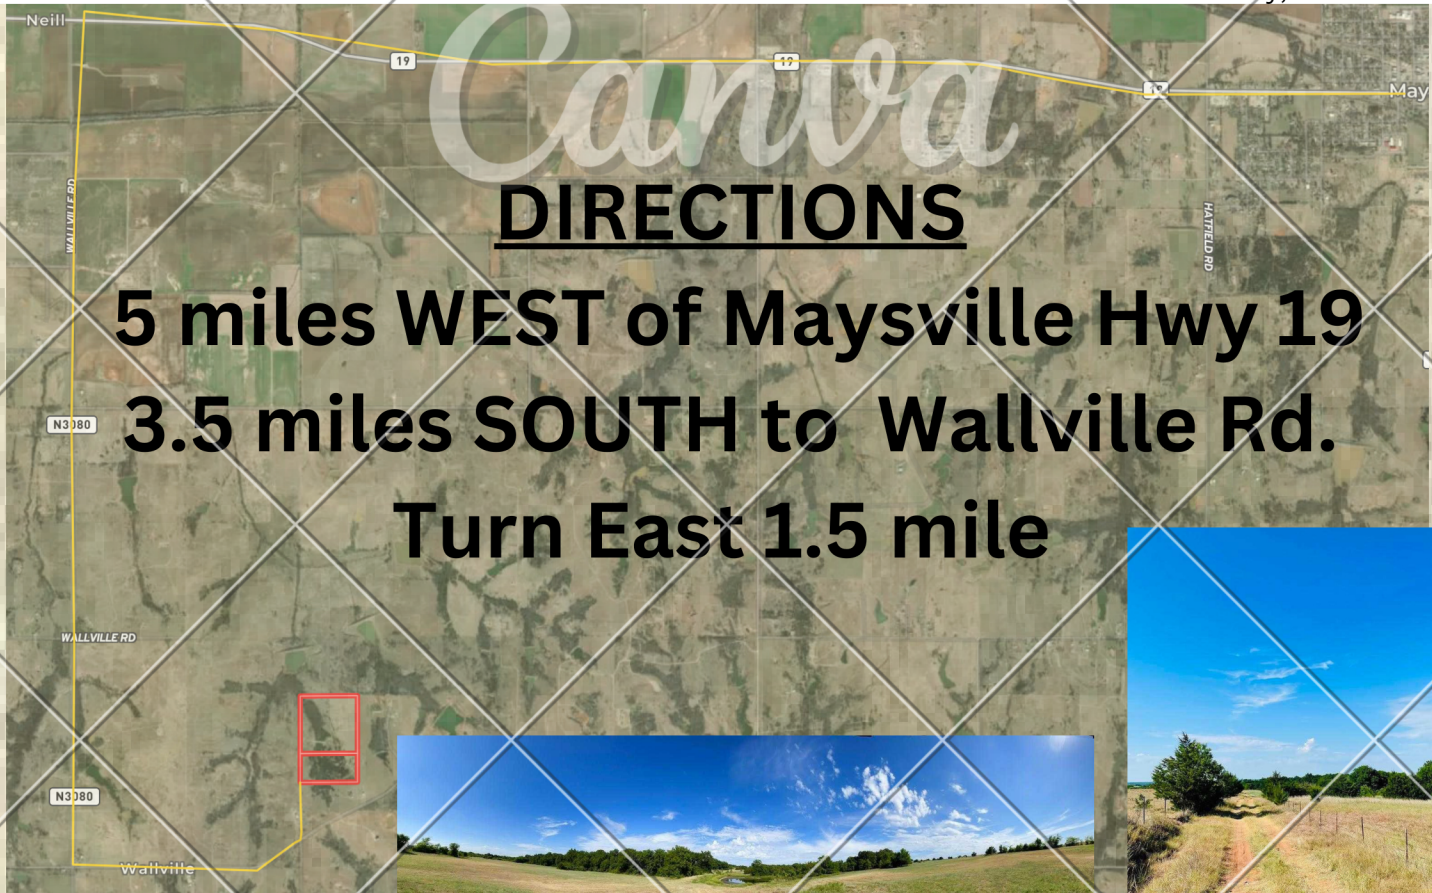 Neill
19
19
19
May
Canva
WALLVILLE RD
HATFIELD RD
DIRECTIONS
5 miles WEST of Maysville Hwy 19
3.5 miles SOUTH to Wallville Rd.
Turn East 1.5 mile
N3080
WALLVILLE RD
N3080
Wallville